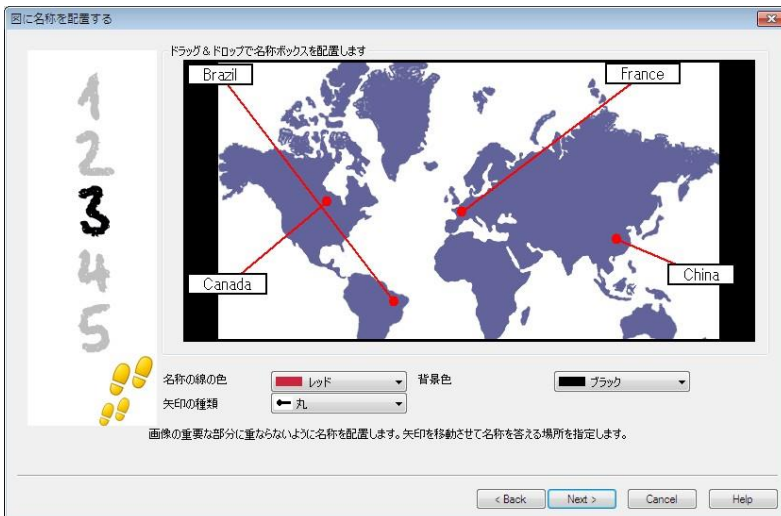 図に名称を配置する
1
2
3
4
5
ドラッグ＆ドロップで名称ボックスを配置します
Brazil
France
Canada
China
名称の線の色
レッド
背景色
ブラック
矢印の種類
丸
画像の重要な部分に重ならないように名称を配置します。矢印を移動させて名称を答える場所を指定します。
< Back
Next >
Cancel
Help